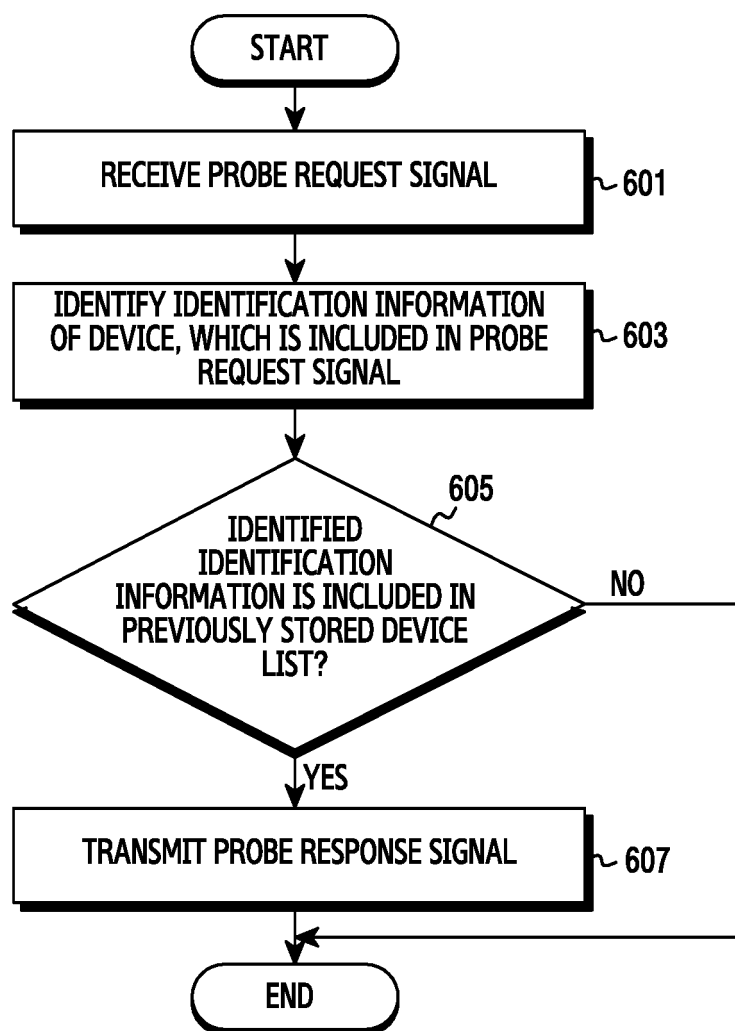 START
RECEIVE PROBE REQUEST SIGNAL
601
IDENTIFY IDENTIFICATION INFORMATION
OF DEVICE, WHICH IS INCLUDED IN PROBE
REQUEST SIGNAL
603
605
IDENTIFIED
IDENTIFICATION
INFORMATION IS INCLUDED IN
PREVIOUSLY STORED DEVICE
LIST?
NO
YES
TRANSMIT PROBE RESPONSE SIGNAL
607
END